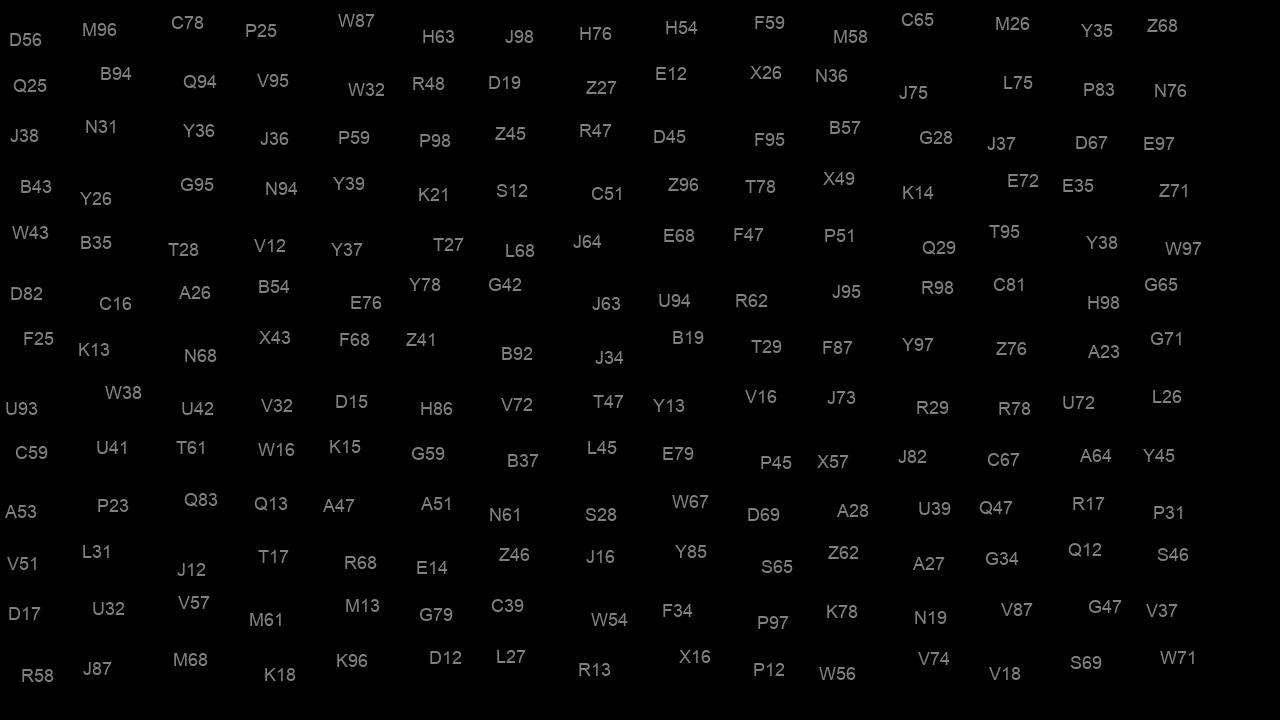 D56 M96 C78 P25 W87 H63 J98 H76 H54 F59 M58 C65 M26 Y35 Z68
Q25 B94 Q94 V95 W32 R48 D19 Z27 E12 X26 N36 J75 L75 P83 N76
J38 N31 Y36 J36 P59 P98 Z45 R47 D45 F95 B57 G28 J37 D67 E97
B43 Y26 G95 N94 Y39 K21 S12 C51 Z96 T78 X49 K14 E72 E35 Z71
W43 B35 T28 V12 Y37 T27 L68 J64 E68 F47 P51 Q29 T95 Y38 W97
D82 C16 A26 B54 E76 Y78 G42 J63 U94 R62 J95 R98 C81 H98 G65
F25 K13 N68 X43 F68 Z41 B92 J34 B19 T29 F87 Y97 Z76 A23 G71
U93 W38 U42 V32 D15 H86 V72 T47 Y13 V16 J73 R29 R78 U72 L26
C59 U41 T61 W16 K15 G59 B37 L45 E79 P45 X57 J82 C67 A64 Y45
A53 P23 Q83 Q13 A47 A51 N61 S28 W67 D69 A28 U39 Q47 R17 P31
V51 L31 J12 T17 R68 E14 Z46 J16 Y85 S65 Z62 A27 G34 Q12 S46
D17 U32 V57 M61 M13 G79 C39 W54 F34 P97 K78 N19 V87 G47 V37
R58 J87 M68 K18 K96 D12 L27 R13 X16 P12 W56 V74 V18 S69 W71